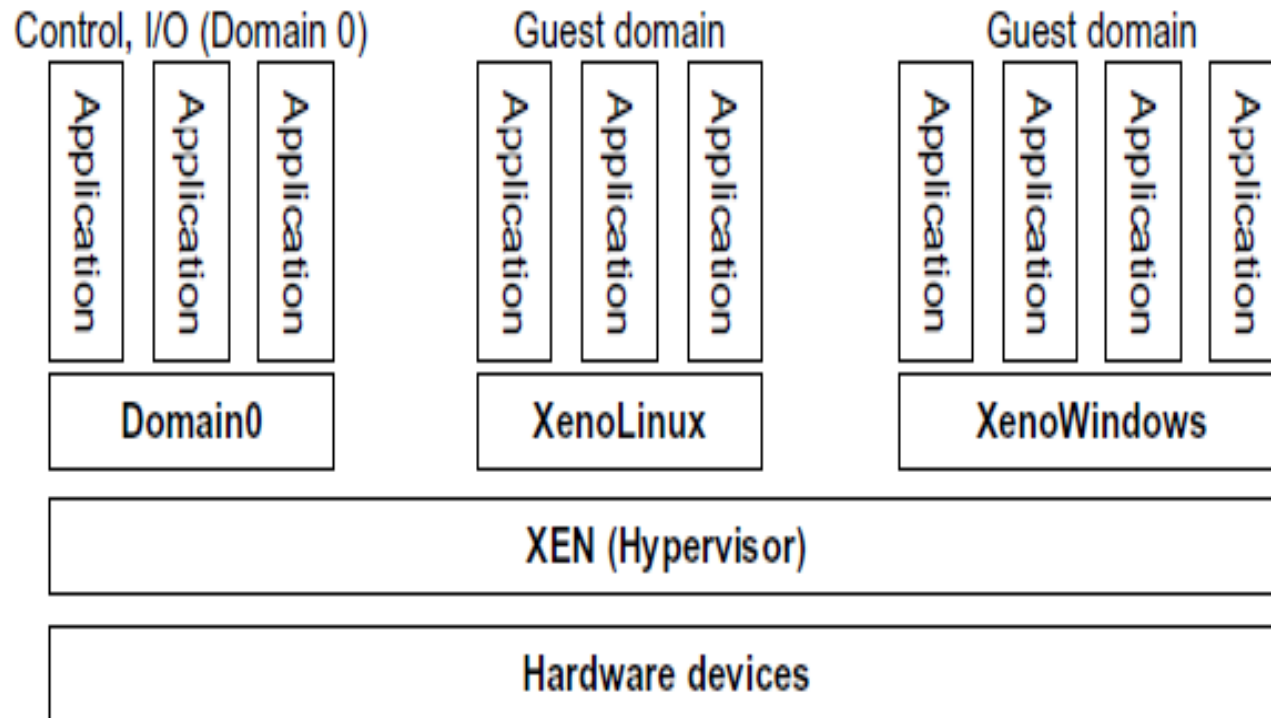 Control, I/O (Domain 0)
Guest domain
Guest domain
Application
Application
Application
Application
Application
Application
Application
Application
Application
Application
Domain0
XenoLinux
XenoWindows
XEN (Hypervisor)
Hardware devices